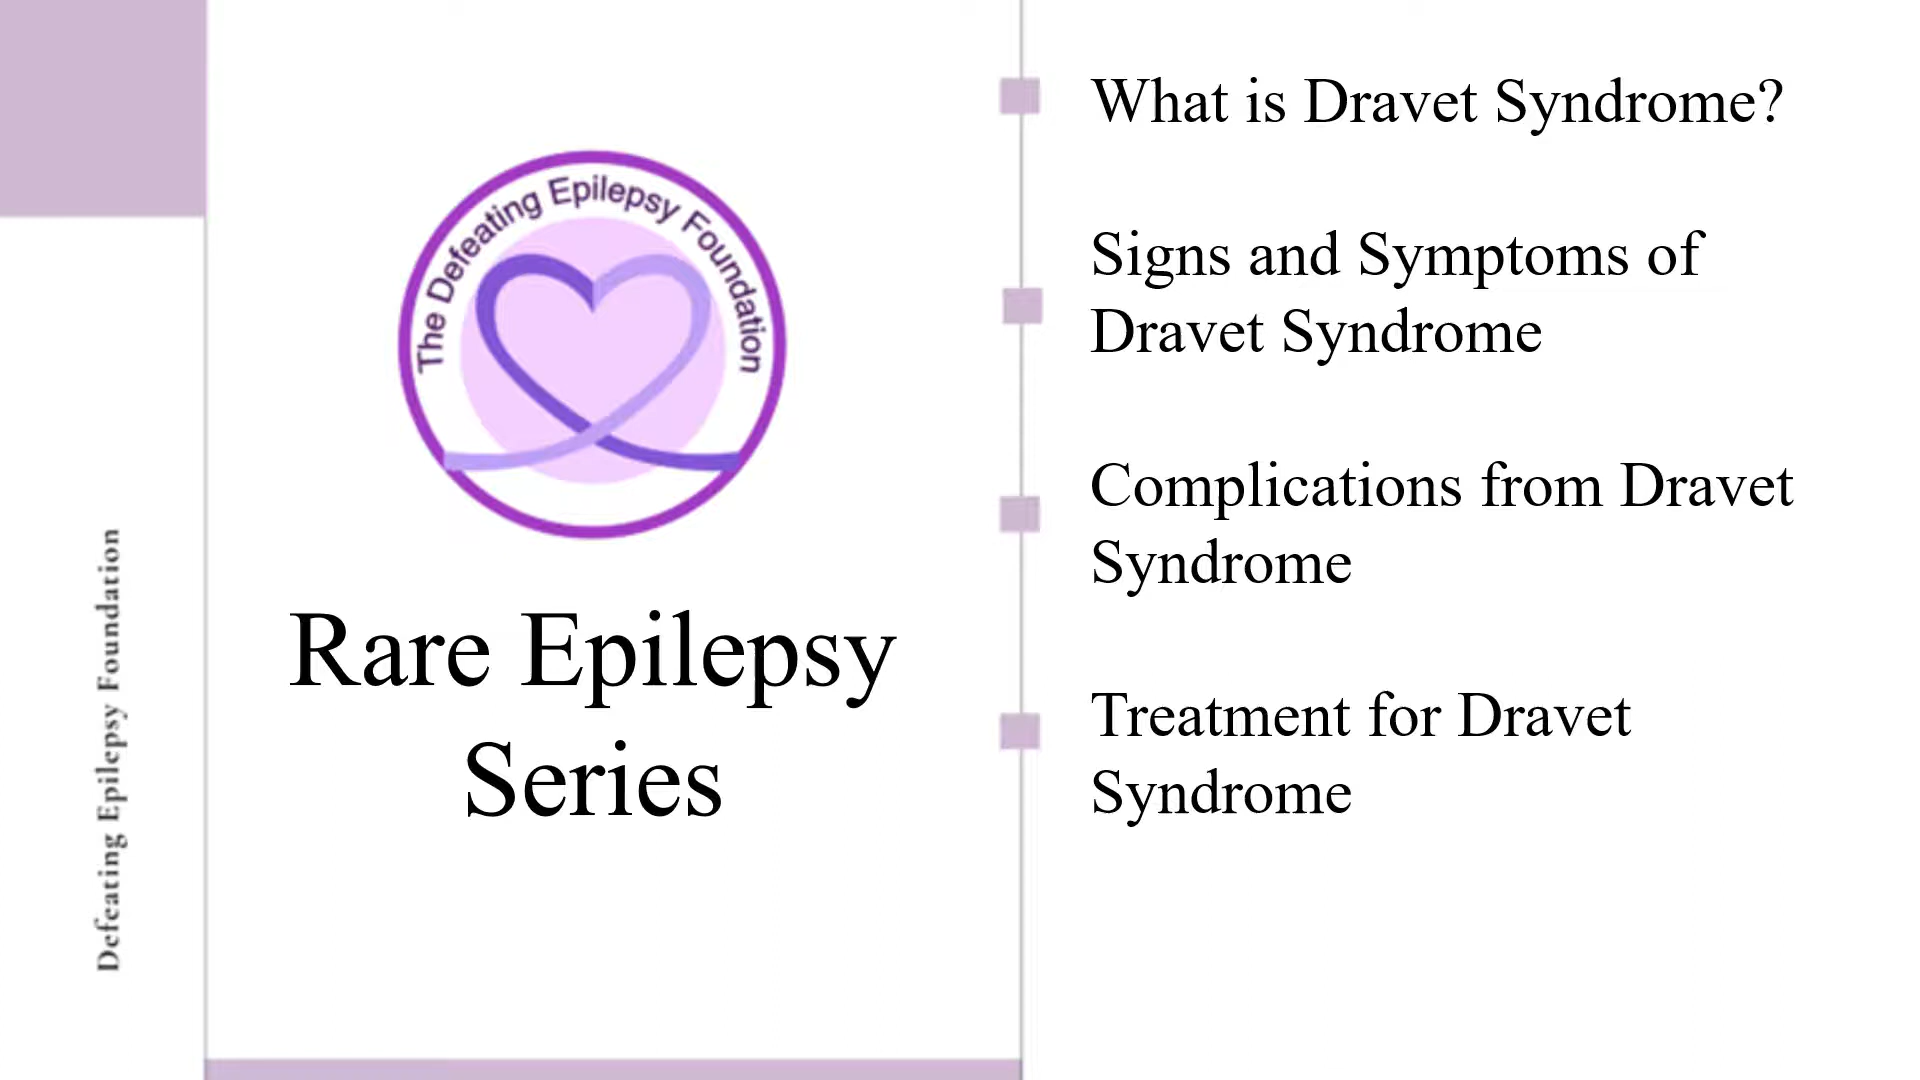 Defeating Epilepsy Foundation
The Defeating Epilepsy Foundation
Rare Epilepsy
Series
What is Dravet Syndrome?
Signs and Symptoms of
Dravet Syndrome
Complications from Dravet
Syndrome
Treatment for Dravet
Syndrome